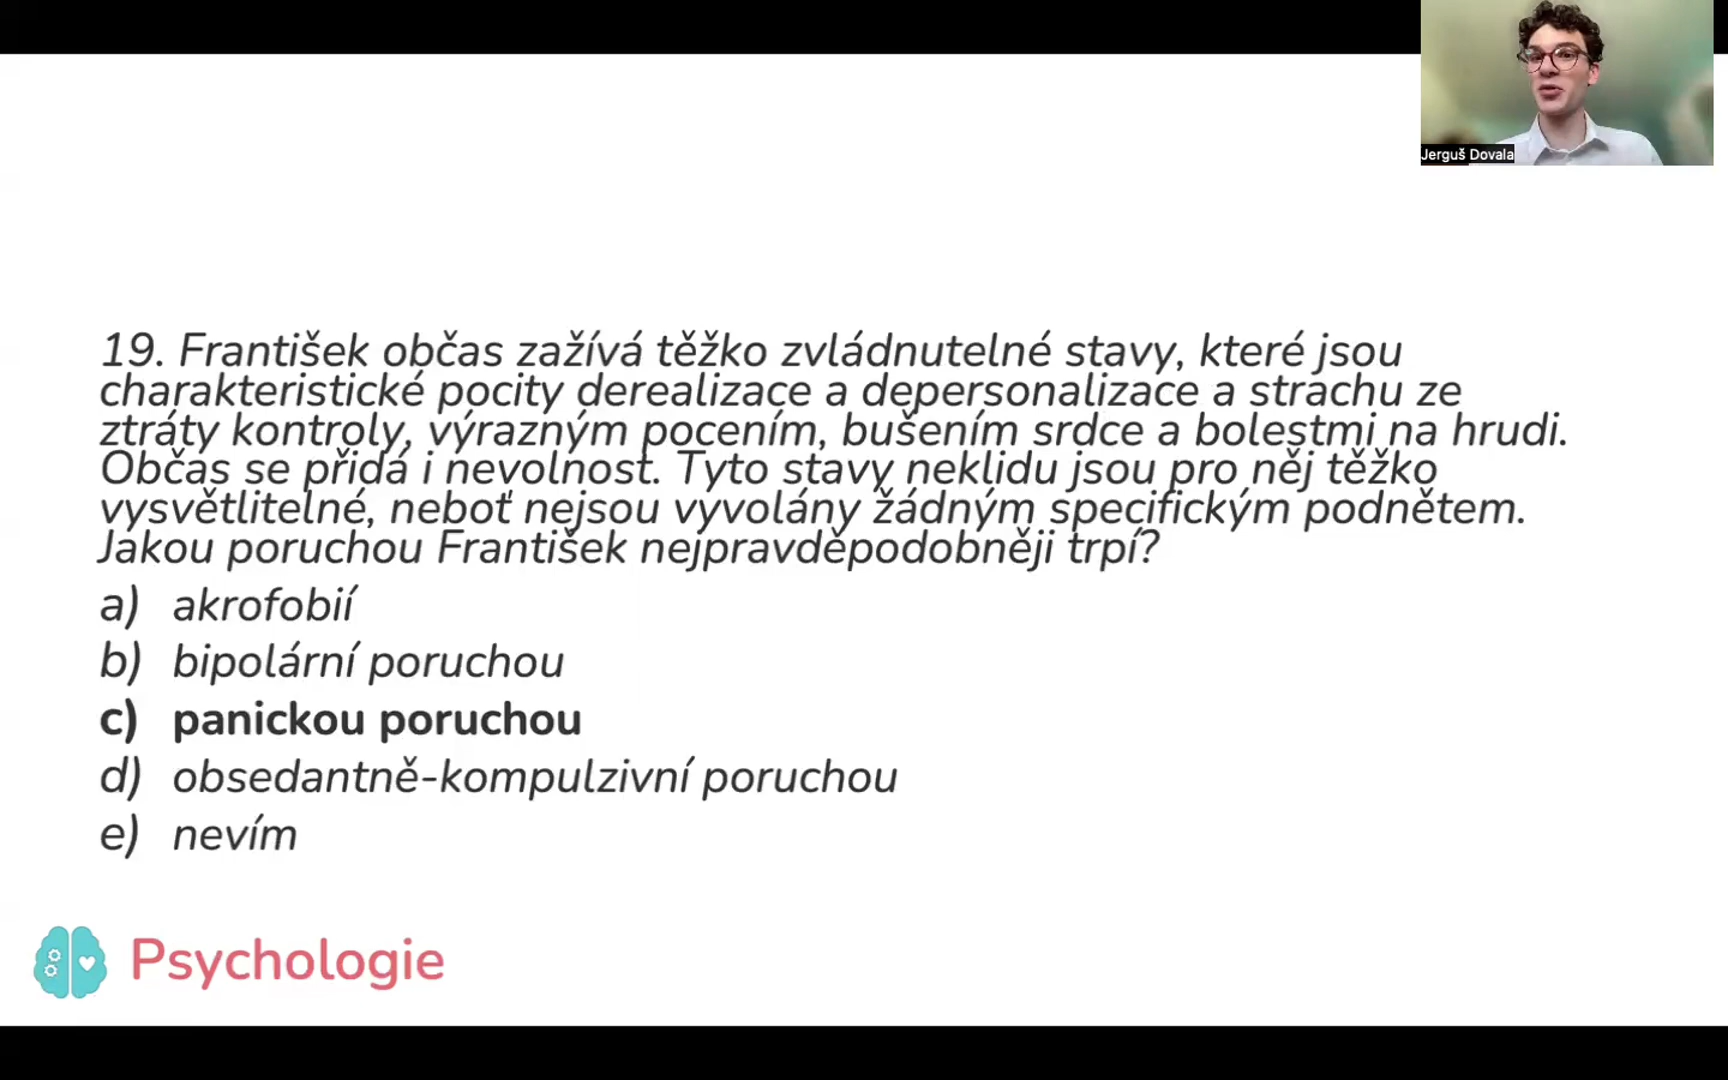 Jerguš Dovala
19. František občas zažívá těžko zvládnutelné stavy, které jsou
charakteristické pocity derealizace a depersonalizace a strachu ze
ztráty kontroly, výrazným pocením, bušením srdce a bolestmi na hrudi.
Občas se přidá i nevolnost. Tyto stavy neklidu jsou pro něj těžko
vysvětlitelné, neboť nejsou vyvolány žádným specifickým podnětem.
Jakou poruchou František nejpravděpodobněji trpí?
a) akrofobií
b) bipolární poruchou
c) panickou poruchou
d) obsedantně-kompulzivní poruchou
e) nevím
Psychologie